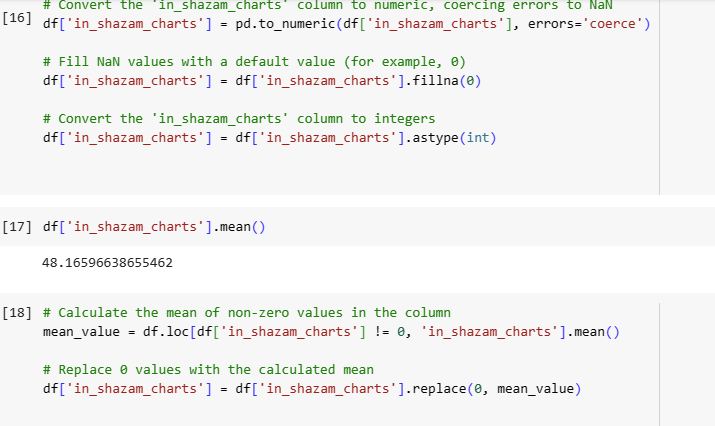 # Convert the 'in_shazam_charts' column to numeric, coercing errors to NaN
[16] df['in_shazam_charts'] = pd.to_numeric(df['in_shazam_charts'], errors='coerce')
# Fill NaN values with a default value (for example, 0)
df['in_shazam_charts'] = df['in_shazam_charts'].fillna(0)
# Convert the 'in_shazam_charts' column to integers
df['in_shazam_charts'] = df['in_shazam_charts'].astype(int)
[17] df['in_shazam_charts'].mean()
48.16596638655462
[18] # Calculate the mean of non-zero values in the column
mean_value = df.loc[df['in_shazam_charts'] != 0, 'in_shazam_charts'].mean()
# Replace 0 values with the calculated mean
df['in_shazam_charts'] = df['in_shazam_charts'].replace(0, mean_value)